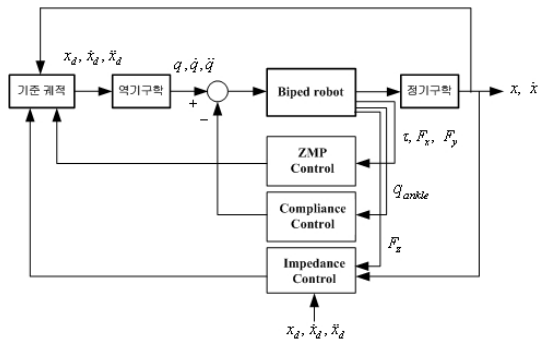 x_d, ẋ_d, ẍ_d
q, q̇, q̈
기준 궤적
역기구학
+
−
Biped robot
정기구학
x, ẋ
τ, F_x, F_y
ZMP
Control
q_ankle
Compliance
Control
F_z
Impedance
Control
x_d, ẋ_d, ẍ_d